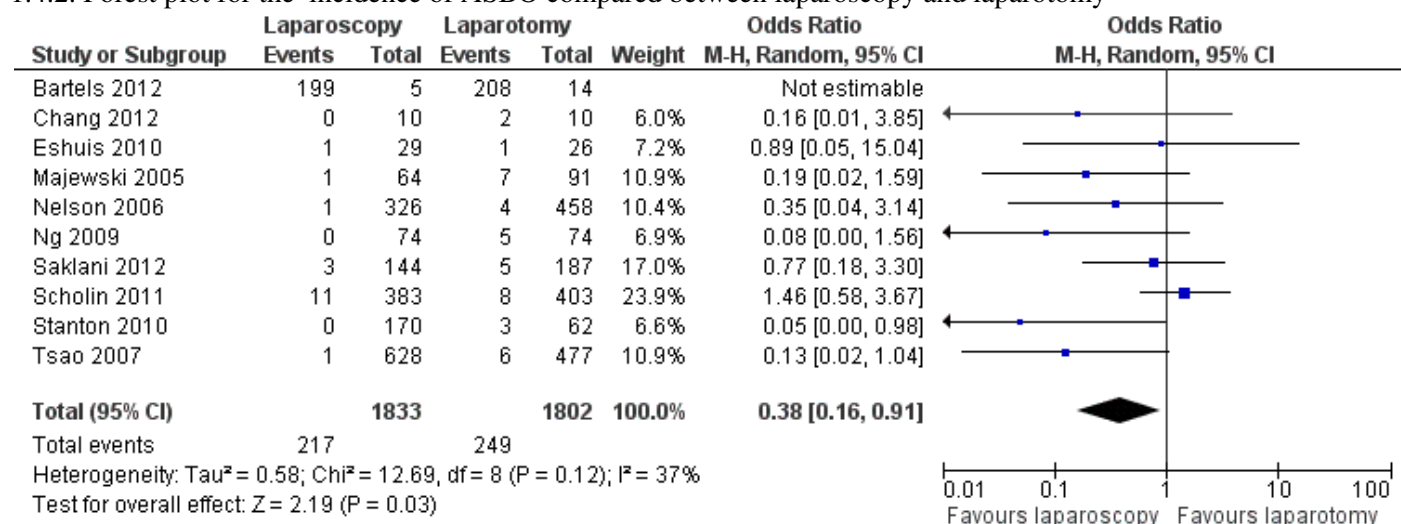 1.4.2. Forest plot for the incidence of ASBO compared between laparoscopy and laparotomy
Laparoscopy Laparotomy Odds Ratio Odds Ratio
Study or Subgroup Events Total Events Total Weight M-H, Random, 95% CI M-H, Random, 95% CI
Bartels 2012 199 5 208 14 Not estimable
Chang 2012 0 10 2 10 6.0% 0.16 [0.01, 3.85]
Eshuis 2010 1 29 1 26 7.2% 0.89 [0.05, 15.04]
Majewski 2005 1 64 7 91 10.9% 0.19 [0.02, 1.59]
Nelson 2006 1 326 4 458 10.4% 0.35 [0.04, 3.14]
Ng 2009 0 74 5 74 6.9% 0.08 [0.00, 1.56]
Saklani 2012 3 144 5 187 17.0% 0.77 [0.18, 3.30]
Scholin 2011 11 383 8 403 23.9% 1.46 [0.58, 3.67]
Stanton 2010 0 170 3 62 6.6% 0.05 [0.00, 0.98]
Tsao 2007 1 628 6 477 10.9% 0.13 [0.02, 1.04]
Total (95% CI) 1833 1802 100.0% 0.38 [0.16, 0.91]
Total events 217 249
Heterogeneity: Tau² = 0.58; Chi² = 12.69, df = 8 (P = 0.12); I² = 37%
Test for overall effect: Z = 2.19 (P = 0.03)
0.01 0.1 1 10 100
Favours laparoscopy Favours laparotomy